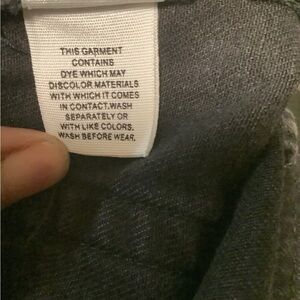 THIS GARMENT
CONTAINS
DYE WHICH MAY
DISCOLOR MATERIALS
WITH WHICH IT COMES
IN CONTACT.WASH
SEPARATELY OR
WITH LIKE COLORS.
WASH BEFORE WEAR.